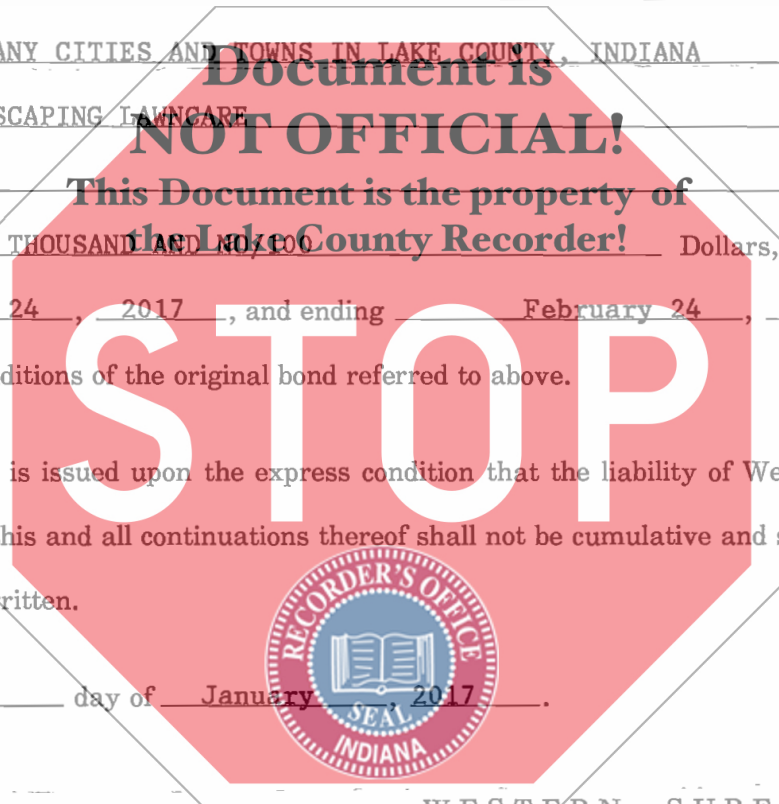 ANY CITIES AND TOWNS IN LAKE COUNTY, INDIANA
Document is
SCAPING LAWNCARE
NOT OFFICIAL!
This Document is the property of
the Lake County Recorder!
THOUSAND AND NO/100 Dollars,
24, 2017, and ending February 24,
STOP
ditions of the original bond referred to above.
is issued upon the express condition that the liability of We
his and all continuations thereof shall not be cumulative and s
ritten.
RECORDER'S OFFICE
SEAL
INDIANA
day of January, 2017.